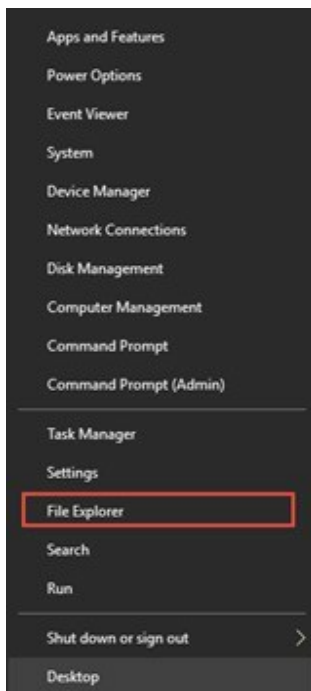 Apps and Features
Power Options
Event Viewer
System
Device Manager
Network Connections
Disk Management
Computer Management
Command Prompt
Command Prompt (Admin)
Task Manager
Settings
File Explorer
Search
Run
Shut down or sign out
Desktop